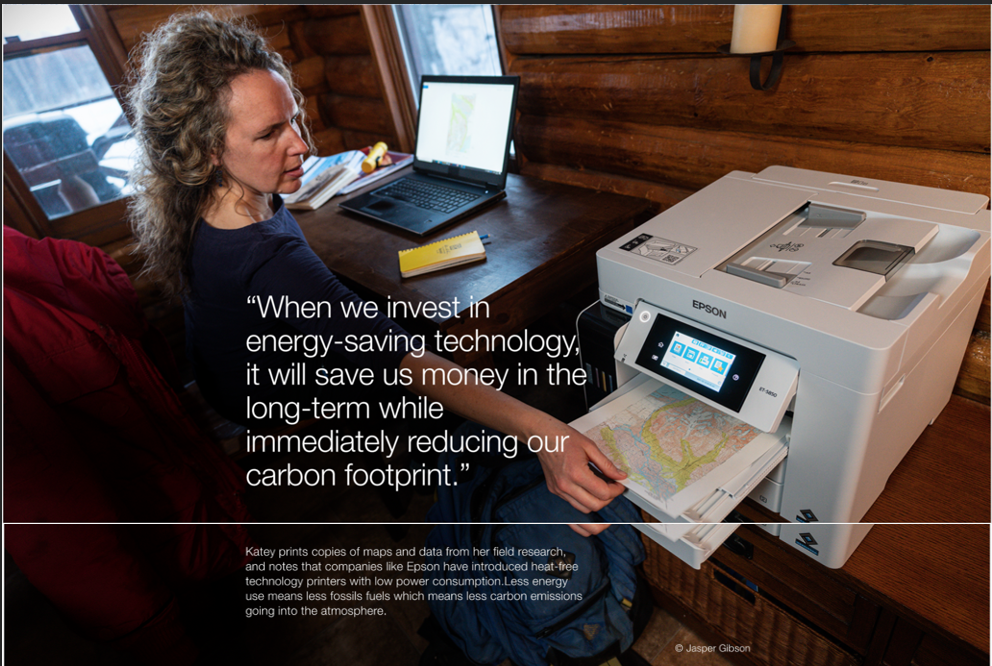 EPSON
ET-5850
“When we invest in
energy-saving technology,
it will save us money in the
long-term while
immediately reducing our
carbon footprint.”
Katey prints copies of maps and data from her field research,
and notes that companies like Epson have introduced heat-free
technology printers with low power consumption.Less energy
use means less fossils fuels which means less carbon emissions
going into the atmosphere.
© Jasper Gibson